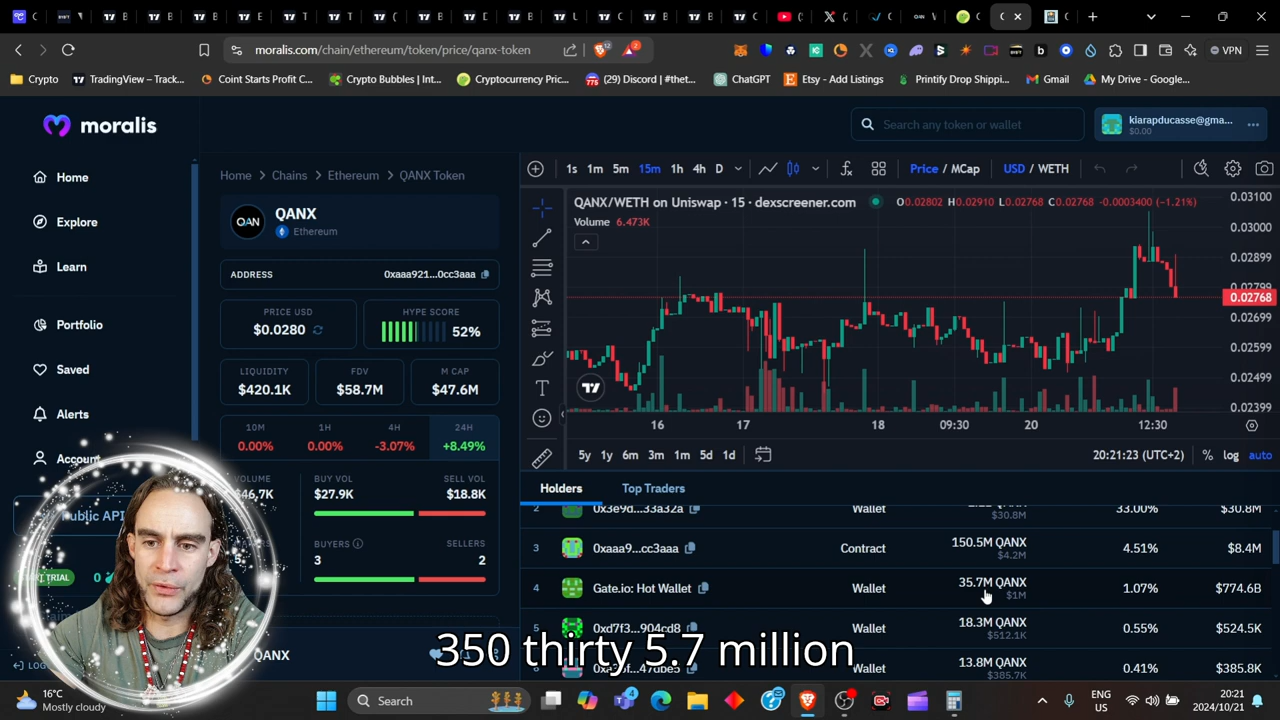 moralis.com/chain/ethereum/token/price/qanx-token
VPN
Crypto
TradingView – Track...
Coint Starts Profit C...
Crypto Bubbles | Int...
Cryptocurrency Pric...
(29) Discord | #thet...
ChatGPT
Etsy - Add Listings
Printify Drop Shippi...
Gmail
My Drive - Google...
moralis
Search any token or wallet
kiarapducasse@gma...
$0.00
Home
Explore
Learn
Portfolio
Saved
Alerts
Home > Chains > Ethereum > QANX Token
QANX
Ethereum
ADDRESS 0xaaa921...0cc3aaa
PRICE USD
$0.0280
HYPE SCORE
52%
LIQUIDITY
$420.1K
FDV
$58.7M
M CAP
$47.6M
10M 1H 4H 24H
0.00% 0.00% -3.07% +8.49%
BUY VOL SELL VOL
$27.9K $18.8K
BUYERS SELLERS
3 2
QANX
1s 1m 5m 15m 1h 4h D
Price / MCap
USD / WETH
QANX/WETH on Uniswap · 15 · dexscreener.com
O0.02802 H0.02910 L0.02768 C0.02768 -0.0003400 (-1.21%)
Volume 6.473K
0.03100
0.03000
0.02899
0.02799
0.02768
0.02699
0.02599
0.02499
0.02399
16 17 18 09:30 20 12:30
5y 1y 6m 3m 1m 5d 1d
20:21:23 (UTC+2)
% log auto
Holders
Top Traders
2 0x3e9d...33a32a Wallet 33.00% $30.8M
$30.8M
3 0xaaa9...cc3aaa Contract 150.5M QANX 4.51% $8.4M
$4.2M
4 Gate.io: Hot Wallet Wallet 35.7M QANX 1.07% $774.6B
$1M
5 0xd7f3...904cd8 Wallet 18.3M QANX 0.55% $524.5K
$512.1K
Wallet 13.8M QANX 0.41% $385.8K
$385.7K
350 thirty 5.7 million
16°C
Mostly cloudy
Search
ENG
US
20:21
2024/10/21